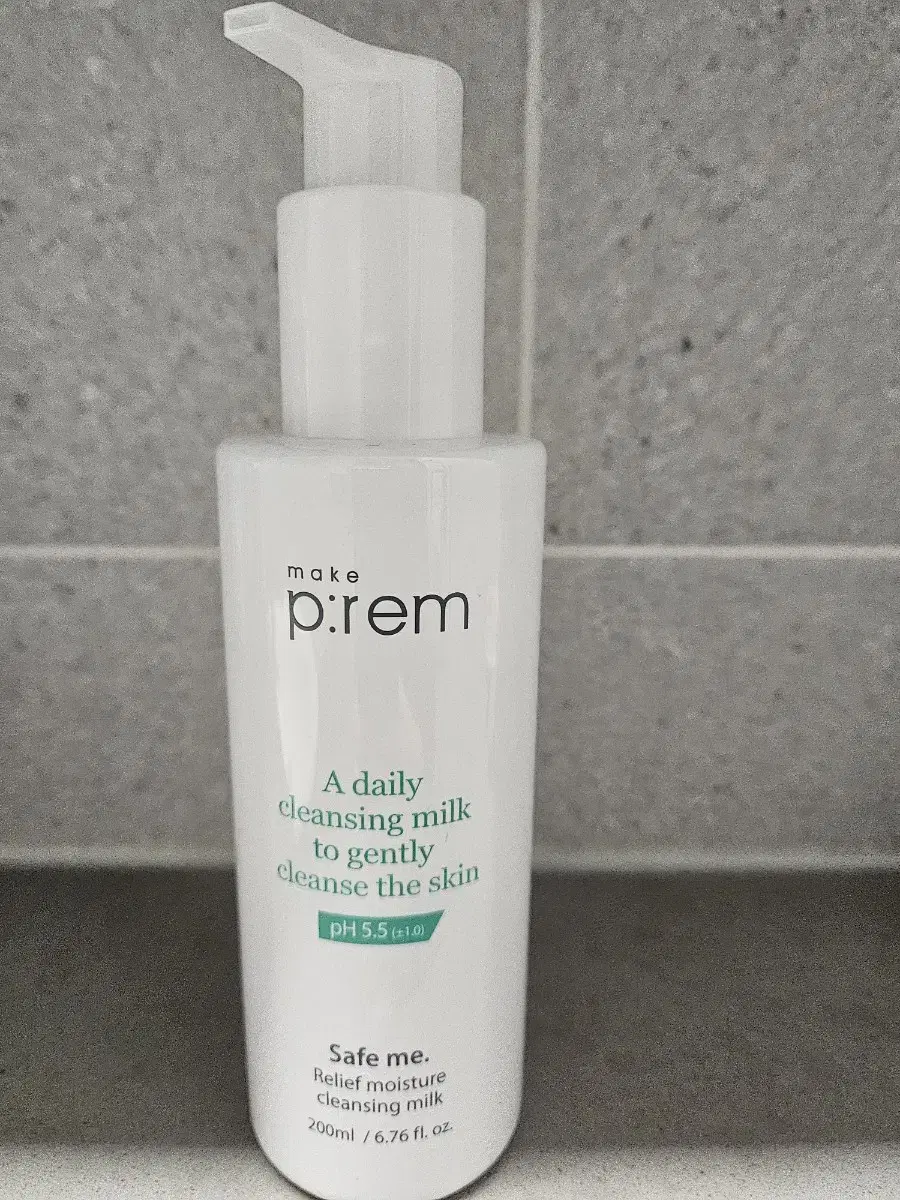 make
p:rem
A daily
cleansing milk
to gently
cleanse the skin
pH 5.5 (±1.0)
Safe me.
Relief moisture
cleansing milk
200ml / 6.76 fl. oz.